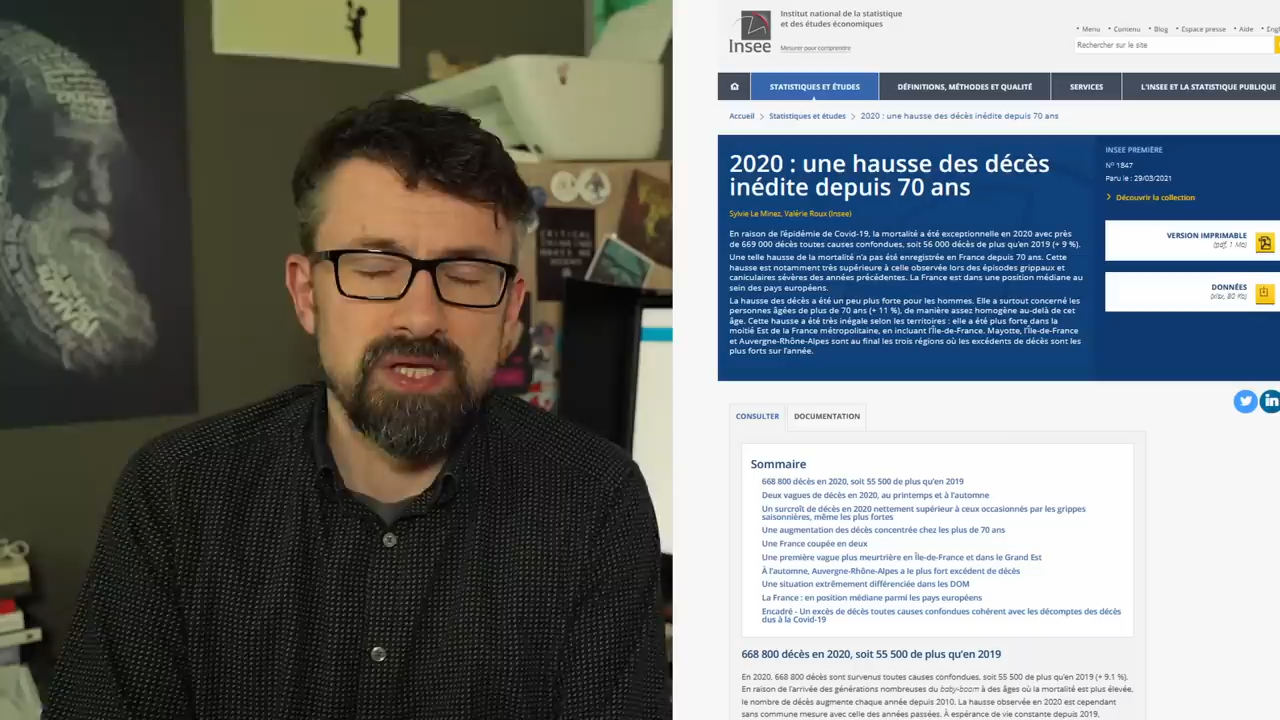 Institut national de la statistique
et des études économiques
Insee
Mesurer pour comprendre
Menu Contenu Blog Espace presse Aide Engl
Rechercher sur le site
STATISTIQUES ET ÉTUDES
DÉFINITIONS, MÉTHODES ET QUALITÉ
SERVICES
L'INSEE ET LA STATISTIQUE PUBLIQUE
Accueil > Statistiques et études > 2020 : une hausse des décès inédite depuis 70 ans
2020 : une hausse des décès
inédite depuis 70 ans
Sylvie Le Minez, Valérie Roux (Insee)
En raison de l'épidémie de Covid-19, la mortalité a été exceptionnelle en 2020 avec près
de 669 000 décès toutes causes confondues, soit 56 000 décès de plus qu'en 2019 (+ 9 %).
Une telle hausse de la mortalité n'a pas été enregistrée en France depuis 70 ans. Cette
hausse est notamment très supérieure à celle observée lors des épisodes grippaux et
caniculaires sévères des années précédentes. La France est dans une position médiane au
sein des pays européens.
La hausse des décès a été un peu plus forte pour les hommes. Elle a surtout concerné les
personnes âgées de plus de 70 ans (+ 11 %), de manière assez homogène au-delà de cet
âge. Cette hausse a été très inégale selon les territoires : elle a été plus forte dans la
moitié Est de la France métropolitaine, en incluant l'Île-de-France. Mayotte, l'Île-de-France
et Auvergne-Rhône-Alpes sont au final les trois régions où les excédents de décès sont les
plus forts sur l'année.
INSEE PREMIÈRE
N° 1847
Paru le : 29/03/2021
> Découvrir la collection
VERSION IMPRIMABLE
(pdf, 1 Mo)
DONNÉES
(xlsx, 80 Ko)
CONSULTER
DOCUMENTATION
Sommaire
668 800 décès en 2020, soit 55 500 de plus qu'en 2019
Deux vagues de décès en 2020, au printemps et à l'automne
Un surcroît de décès en 2020 nettement supérieur à ceux occasionnés par les grippes
saisonnières, même les plus fortes
Une augmentation des décès concentrée chez les plus de 70 ans
Une France coupée en deux
Une première vague plus meurtrière en Île-de-France et dans le Grand Est
À l'automne, Auvergne-Rhône-Alpes a le plus fort excédent de décès
Une situation extrêmement différenciée dans les DOM
La France : en position médiane parmi les pays européens
Encadré - Un excès de décès toutes causes confondues cohérent avec les décomptes des décès
dus à la Covid-19
668 800 décès en 2020, soit 55 500 de plus qu'en 2019
En 2020, 668 800 décès sont survenus toutes causes confondues, soit 55 500 de plus qu'en 2019 (+ 9,1 %).
En raison de l'arrivée des générations nombreuses du baby-boom à des âges où la mortalité est plus élevée,
le nombre de décès augmente chaque année depuis 2010. La hausse observée en 2020 est cependant
sans commune mesure avec celle des années passées. À espérance de vie constante depuis 2019,